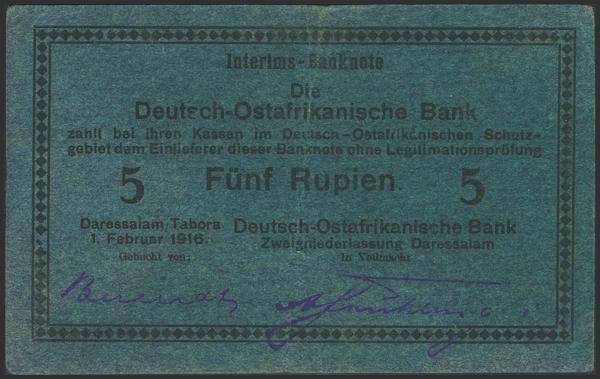 Interims-Banknote
Die
Deutsch-Ostafrikanische Bank
zahlt bei ihren Kassen im Deutsch-Ostafrikanischen Schutz-
gebiet dem Einlieferer dieser Banknote ohne Legitimationsprüfung
5 Fünf Rupien. 5
Daressalam/Tabora Deutsch-Ostafrikanische Bank
1. Februar 1916. Zweigniederlassung Daressalam
Gebucht von: In Vollmacht